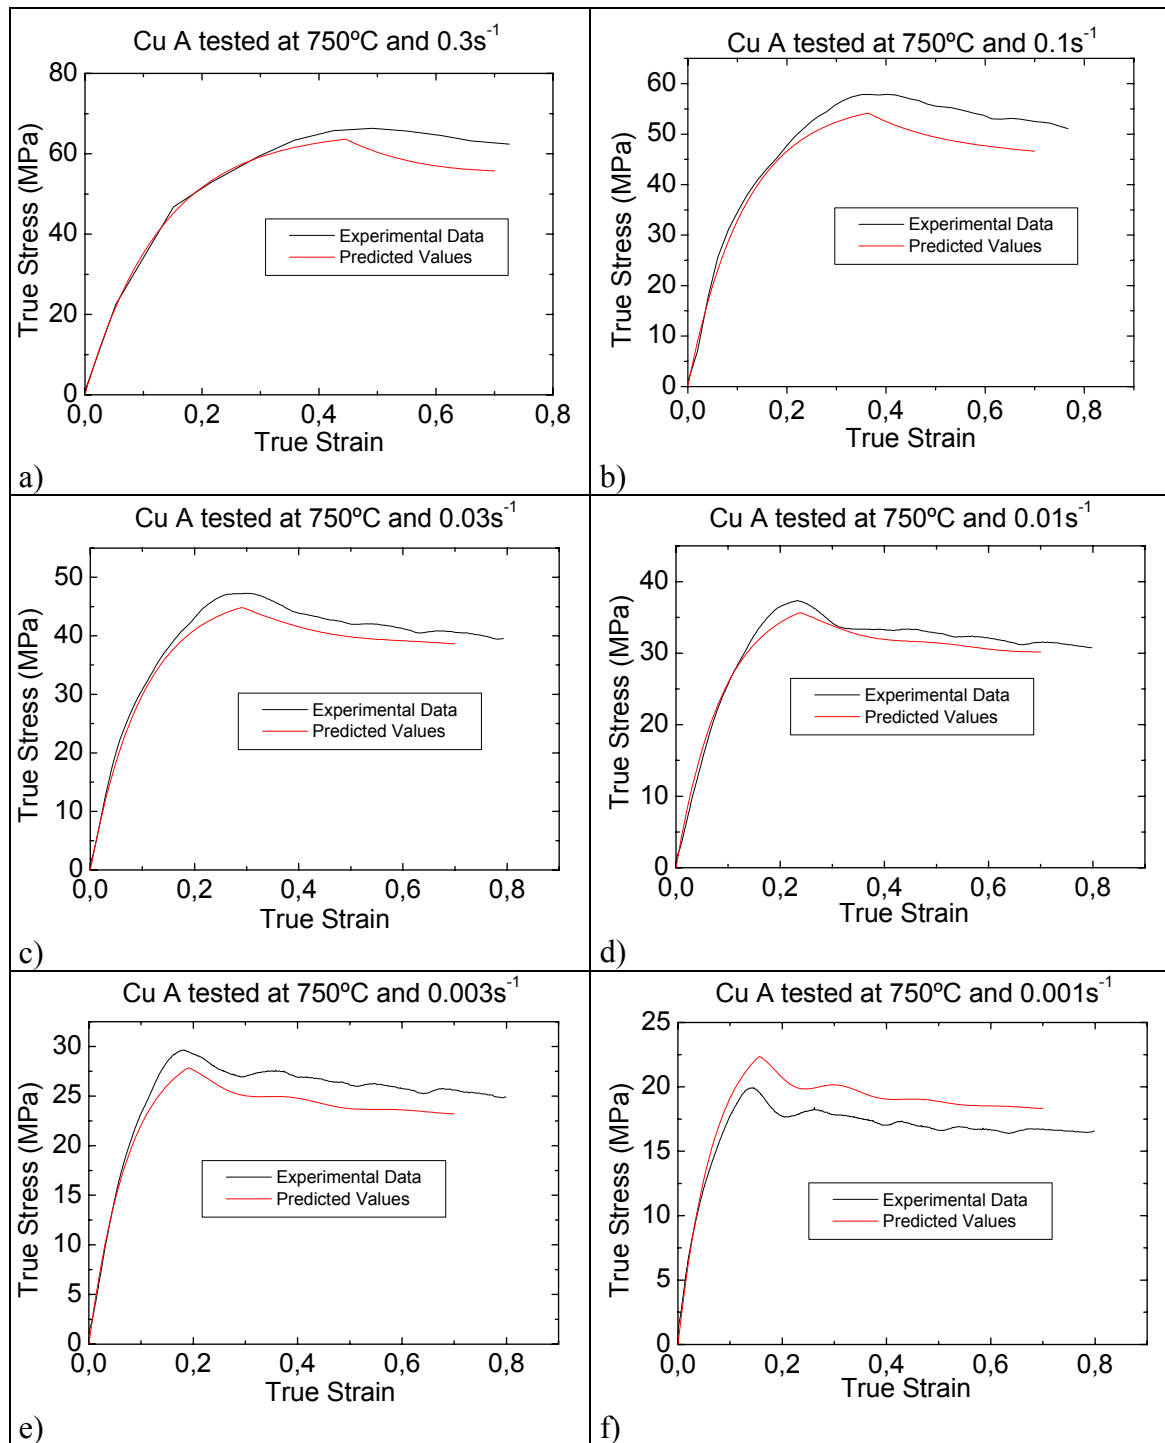 Cu A tested at 750ºC and 0.3s-1
80
60
40
20
0
True Stress (MPa)
Experimental Data
Predicted Values
0,0 0,2 0,4 0,6 0,8
True Strain
a)
Cu A tested at 750ºC and 0.1s-1
60
50
40
30
20
10
0
True Stress (MPa)
Experimental Data
Predicted Values
0,0 0,2 0,4 0,6 0,8
True Strain
b)
Cu A tested at 750ºC and 0.03s-1
50
40
30
20
10
0
True Stress (MPa)
Experimental Data
Predicted Values
0,0 0,2 0,4 0,6 0,8
True Strain
c)
Cu A tested at 750ºC and 0.01s-1
40
30
20
10
0
True Stress (MPa)
Experimental Data
Predicted Values
0,0 0,2 0,4 0,6 0,8
True Strain
d)
Cu A tested at 750ºC and 0.003s-1
30
25
20
15
10
5
0
True Stress (MPa)
Experimental Data
Predicted Values
0,0 0,2 0,4 0,6 0,8
True Strain
e)
Cu A tested at 750ºC and 0.001s-1
25
20
15
10
5
0
True Stress (MPa)
Experimental Data
Predicted Values
0,0 0,2 0,4 0,6 0,8
True Strain
f)